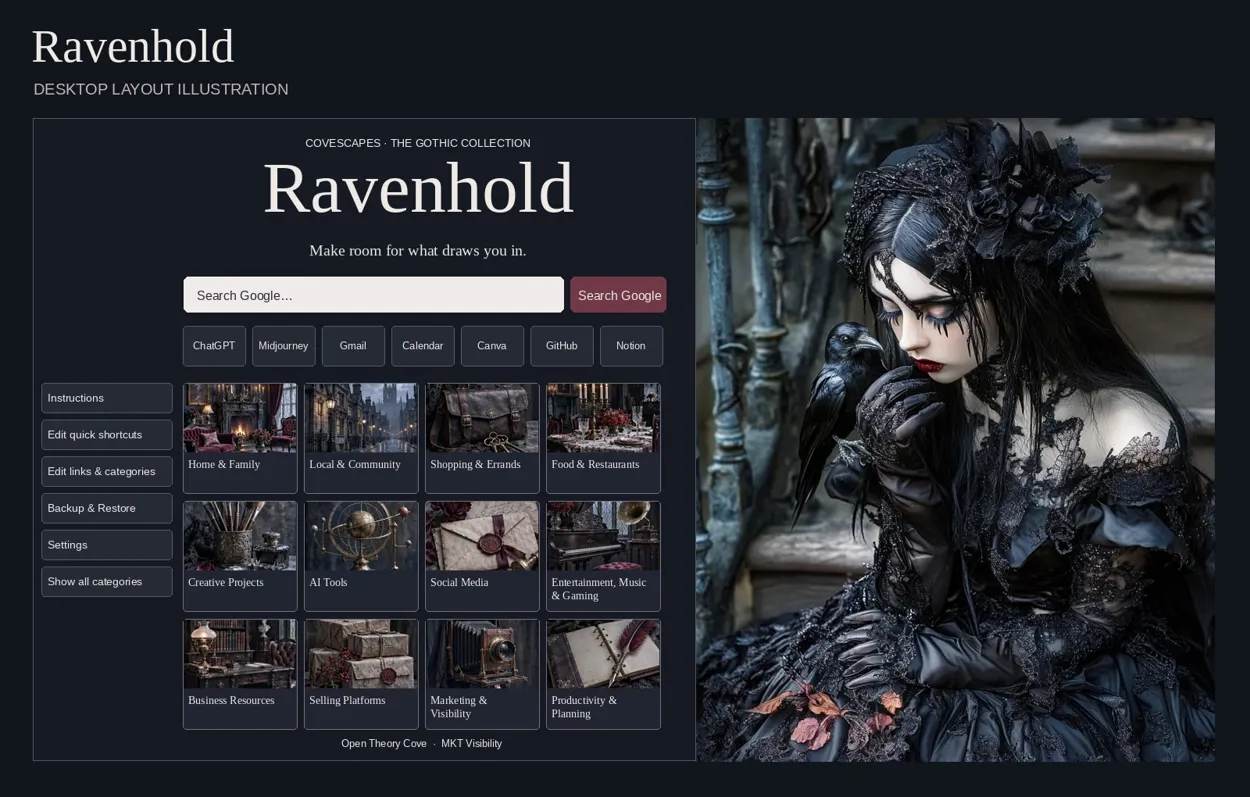 Ravenhold
DESKTOP LAYOUT ILLUSTRATION
COVESCAPES · THE GOTHIC COLLECTION
Ravenhold
Make room for what draws you in.
Search Google…
Search Google
ChatGPT
Midjourney
Gmail
Calendar
Canva
GitHub
Notion
Instructions
Edit quick shortcuts
Edit links & categories
Backup & Restore
Settings
Show all categories
Home & Family
Local & Community
Shopping & Errands
Food & Restaurants
Creative Projects
AI Tools
Social Media
Entertainment, Music
& Gaming
Business Resources
Selling Platforms
Marketing &
Visibility
Productivity &
Planning
Open Theory Cove · MKT Visibility